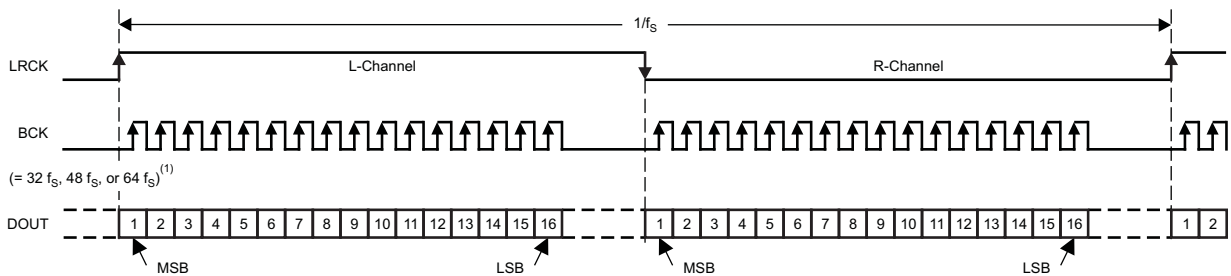 1/fS
LRCK L-Channel R-Channel
BCK
(= 32 fS, 48 fS, or 64 fS)(1)
DOUT 1 2 3 4 5 6 7 8 9 10 11 12 13 14 15 16 1 2 3 4 5 6 7 8 9 10 11 12 13 14 15 16 1 2
MSB LSB MSB LSB